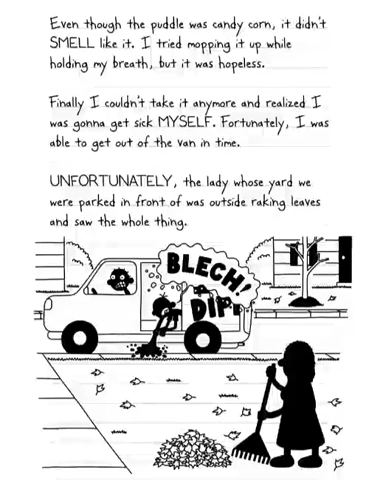 Even though the puddle was candy corn, it didn't
SMELL like it. I tried mopping it up while
holding my breath, but it was hopeless.
Finally I couldn't take it anymore and realized I
was gonna get sick MYSELF. Fortunately, I was
able to get out of the van in time.
UNFORTUNATELY, the lady whose yard we
were parked in front of was outside raking leaves
and saw the whole thing.
BLECH!
DIP